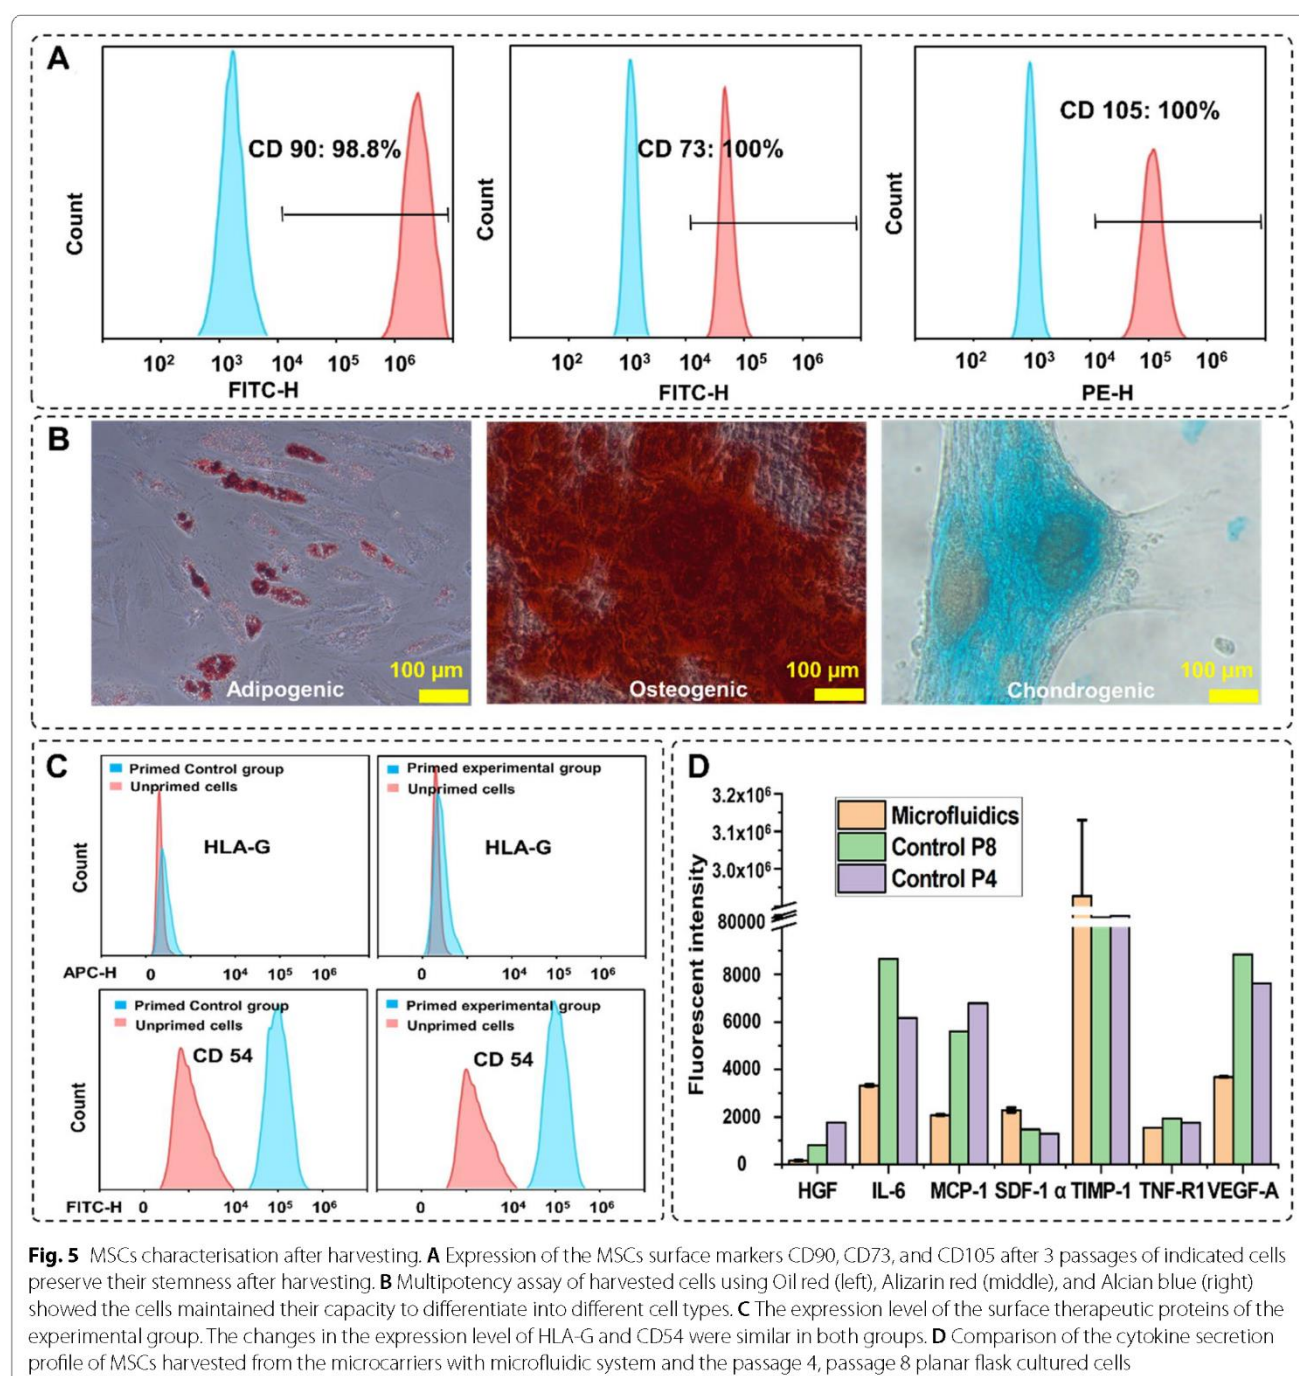 A
CD 90: 98.8%
Count
10² 10³ 10⁴ 10⁵ 10⁶
FITC-H
CD 73: 100%
Count
10² 10³ 10⁴ 10⁵ 10⁶
FITC-H
CD 105: 100%
Count
10² 10³ 10⁴ 10⁵ 10⁶
PE-H
B
100 µm
Adipogenic
100 µm
Osteogenic
100 µm
Chondrogenic
C
Primed Control group
Unprimed cells
HLA-G
Count
APC-H 0 10⁴ 10⁵ 10⁶
Primed experimental group
Unprimed cells
HLA-G
0 10⁴ 10⁵ 10⁶
Primed Control group
Unprimed cells
CD 54
Count
FITC-H 0 10⁴ 10⁵ 10⁶
Primed experimental group
Unprimed cells
CD 54
0 10⁴ 10⁵ 10⁶
D
Fluorescent intensity
3.2x10⁶
3.1x10⁶
3.0x10⁶
80000
8000
6000
4000
2000
0
Microfluidics
Control P8
Control P4
HGF IL-6 MCP-1 SDF-1 α TIMP-1 TNF-R1 VEGF-A
Fig. 5 MSCs characterisation after harvesting. A Expression of the MSCs surface markers CD90, CD73, and CD105 after 3 passages of indicated cells
preserve their stemness after harvesting. B Multipotency assay of harvested cells using Oil red (left), Alizarin red (middle), and Alcian blue (right)
showed the cells maintained their capacity to differentiate into different cell types. C The expression level of the surface therapeutic proteins of the
experimental group. The changes in the expression level of HLA-G and CD54 were similar in both groups. D Comparison of the cytokine secretion
profile of MSCs harvested from the microcarriers with microfluidic system and the passage 4, passage 8 planar flask cultured cells